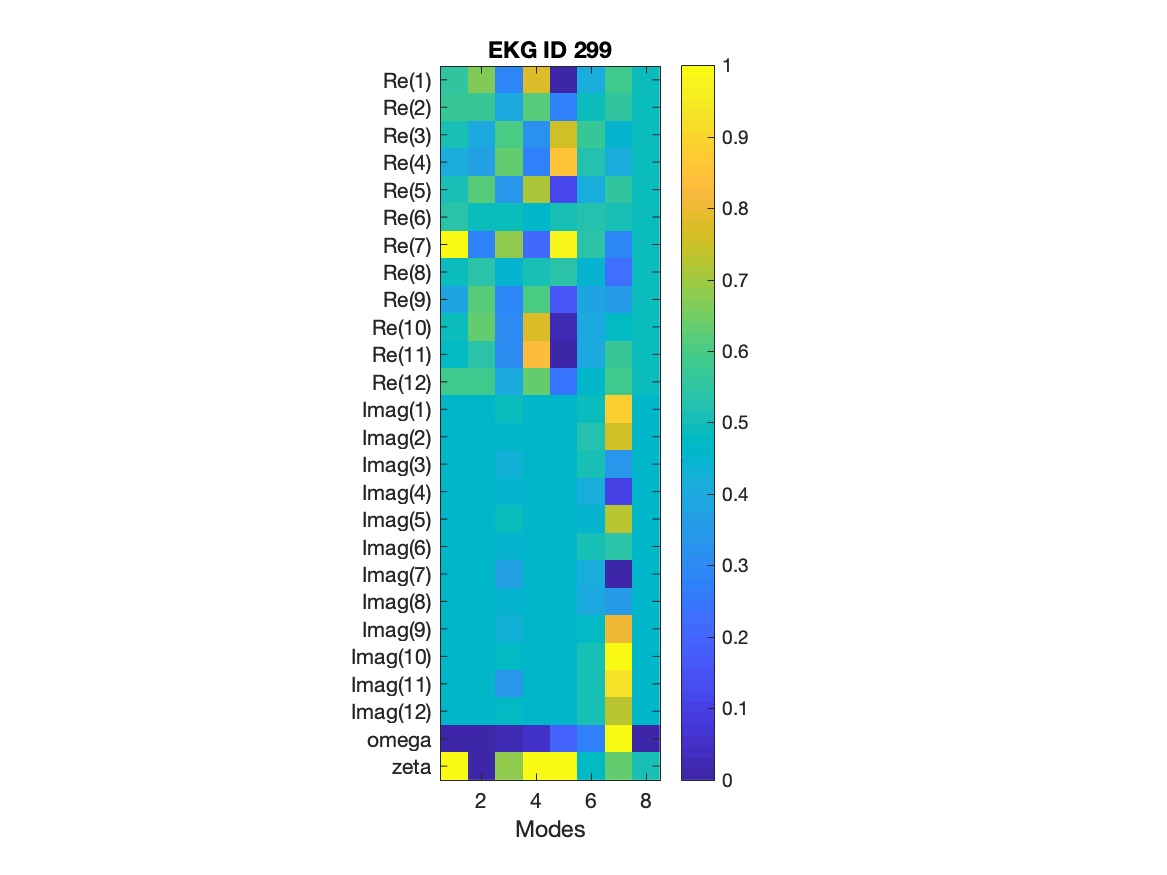 EKG ID 299
Re(1)
Re(2)
Re(3)
Re(4)
Re(5)
Re(6)
Re(7)
Re(8)
Re(9)
Re(10)
Re(11)
Re(12)
Imag(1)
Imag(2)
Imag(3)
Imag(4)
Imag(5)
Imag(6)
Imag(7)
Imag(8)
Imag(9)
Imag(10)
Imag(11)
Imag(12)
omega
zeta
2 4 6 8
Modes
1
0.9
0.8
0.7
0.6
0.5
0.4
0.3
0.2
0.1
0